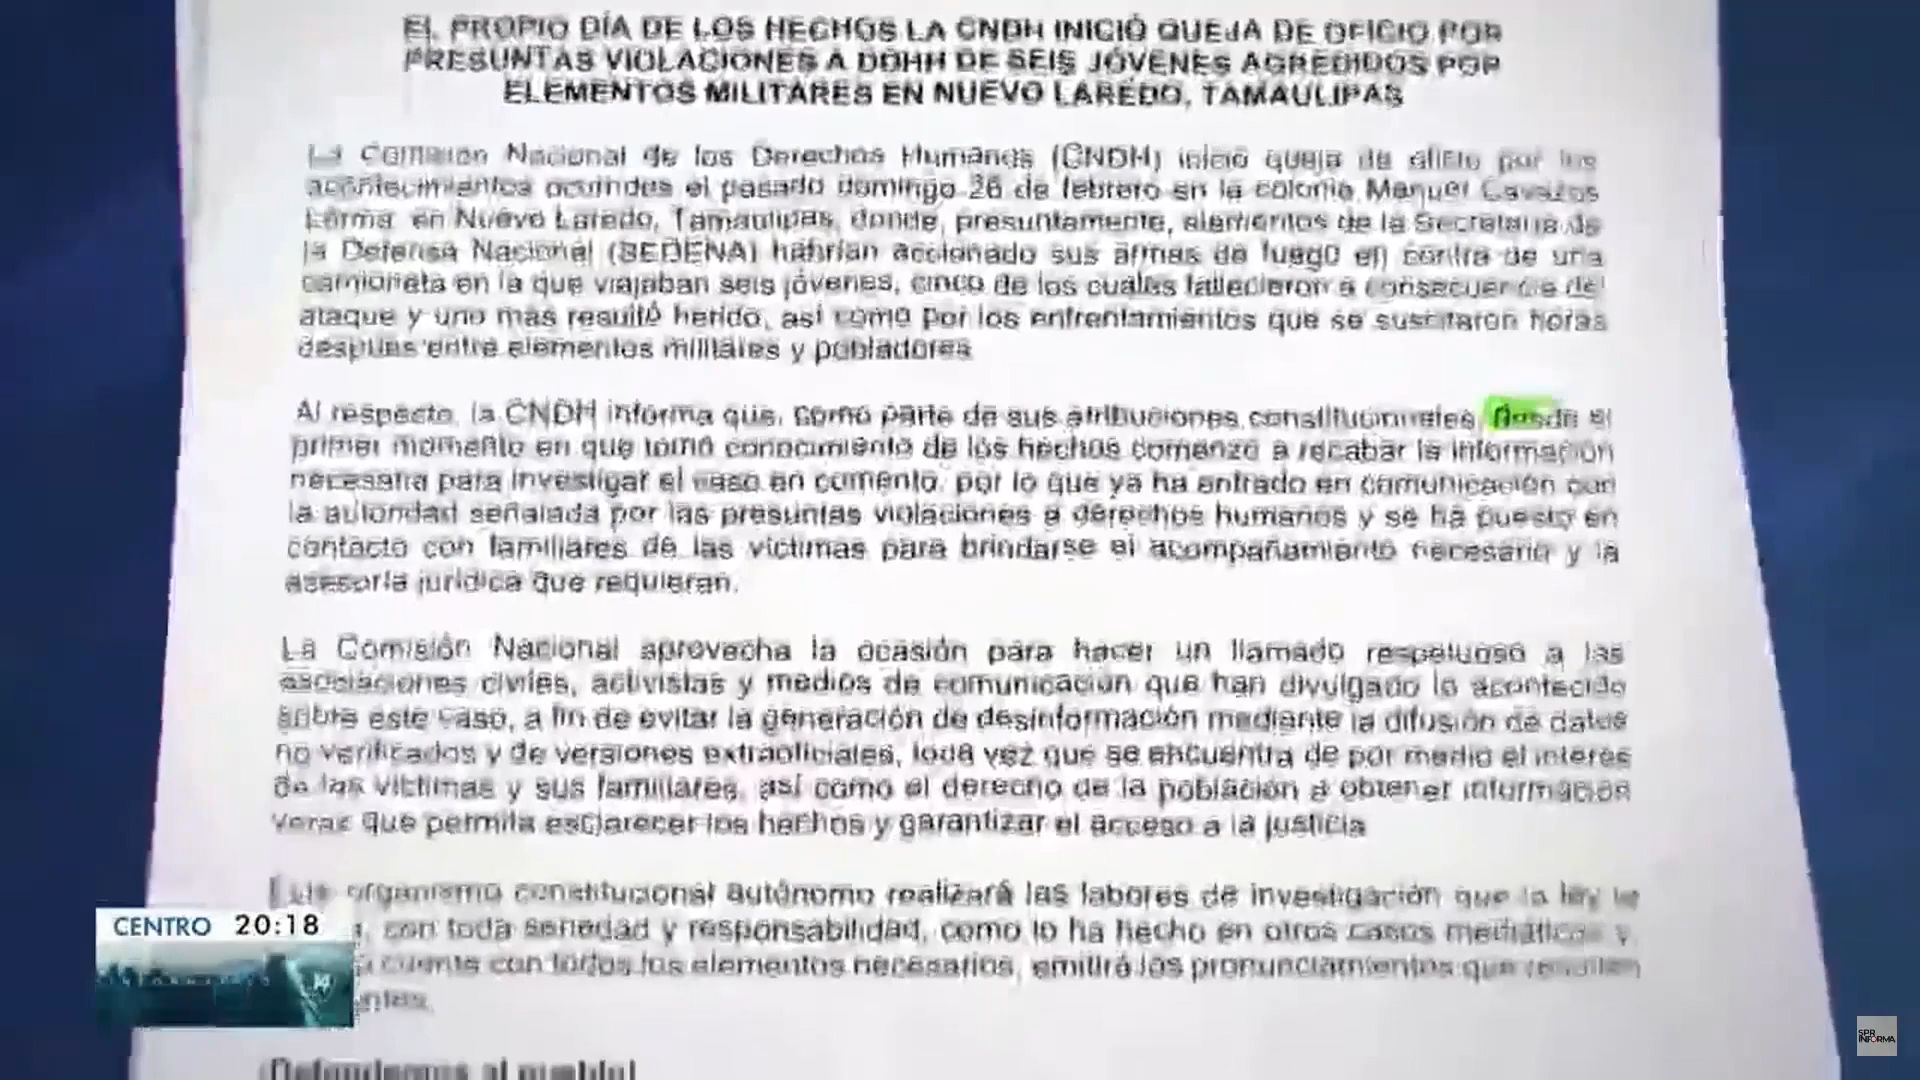 EL PROPIO DÍA DE LOS HECHOS LA CNDH INICIÓ QUEJA DE OFICIO POR
PRESUNTAS VIOLACIONES A DDHH DE SEIS JÓVENES AGREDIDOS POR
ELEMENTOS MILITARES EN NUEVO LAREDO, TAMAULIPAS
La Comisión Nacional de los Derechos Humanos (CNDH) inició queja de oficio por los
acontecimientos ocurridos el pasado domingo 26 de febrero en la colonia Manuel Cavazos
Lerma en Nuevo Laredo, Tamaulipas, donde, presuntamente, elementos de la Secretaría de
la Defensa Nacional (SEDENA) habrían accionado sus armas de fuego en contra de una
camioneta en la que viajaban seis jóvenes, cinco de los cuales fallecieron a consecuencia del
ataque y uno más resultó herido, así como por los enfrentamientos que se suscitaron horas
después entre elementos militares y pobladores
Al respecto, la CNDH informa que, como parte de sus atribuciones constitucionales, desde el
primer momento en que tomó conocimiento de los hechos comenzó a recabar la información
necesaria para investigar el caso en comento, por lo que ya ha entrado en comunicación con
la autoridad señalada por las presuntas violaciones a derechos humanos y se ha puesto en
contacto con familiares de las víctimas para brindarse el acompañamiento necesario y la
asesoría jurídica que requieran.
La Comisión Nacional aprovecha la ocasión para hacer un llamado respetuoso a las
asociaciones civiles, activistas y medios de comunicación que han divulgado lo acontecido
sobre este caso, a fin de evitar la generación de desinformación mediante la difusión de datos
no verificados y de versiones extraoficiales, toda vez que se encuentra de por medio el interés
de las víctimas y sus familiares, así como el derecho de la población a obtener información
veraz que permita esclarecer los hechos y garantizar el acceso a la justicia
Este organismo constitucional autónomo realizará las labores de investigación que la ley le
con toda seriedad y responsabilidad, como lo ha hecho en otros casos mediáticos y,
cuente con todos los elementos necesarios, emitirá los pronunciamientos que resulten
¡Defendemos al pueblo!
CENTRO 20:18
14
SPR
INFORMA